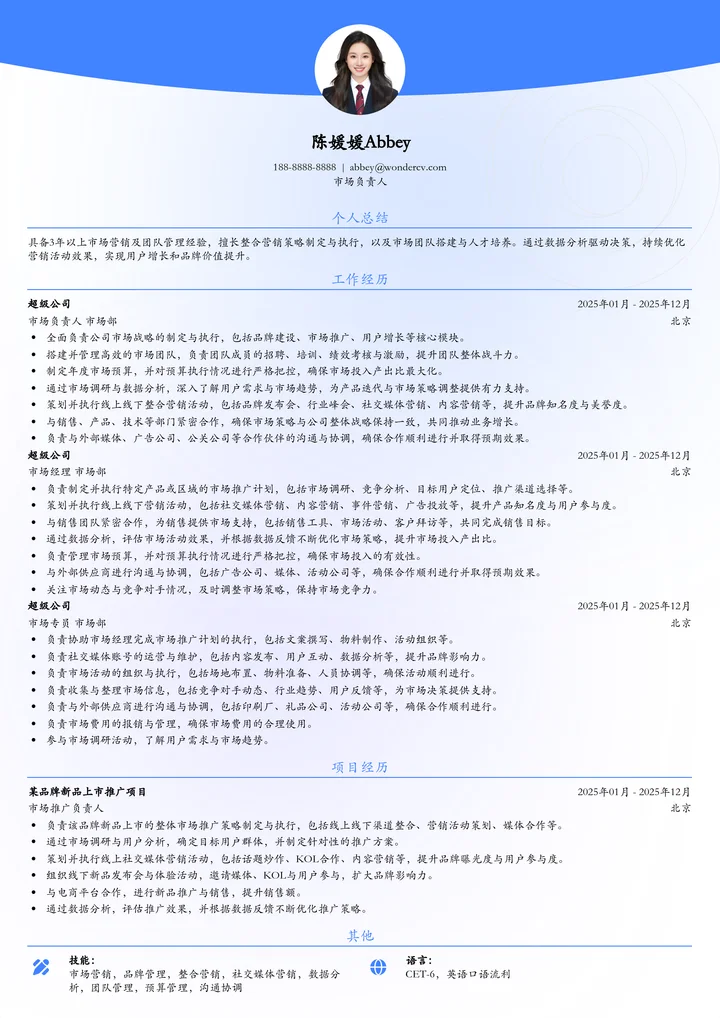 陈媛媛Abbey
188-8888-8888 | abbey@wondercv.com
市场负责人
个人总结
具备3年以上市场营销及团队管理经验，擅长整合营销策略制定与执行，以及市场团队搭建与人才培养。通过数据分析驱动决策，持续优化
营销活动效果，实现用户增长和品牌价值提升。
工作经历
超级公司 2025年01月 - 2025年12月
市场负责人 市场部 北京
• 全面负责公司市场战略的制定与执行，包括品牌建设、市场推广、用户增长等核心模块。
• 搭建并管理高效的市场团队，负责团队成员的招聘、培训、绩效考核与激励，提升团队整体战斗力。
• 制定年度市场预算，并对预算执行情况进行严格把控，确保市场投入产出比最大化。
• 通过市场调研与数据分析，深入了解用户需求与市场趋势，为产品迭代与市场策略调整提供有力支持。
• 策划并执行线上线下整合营销活动，包括品牌发布会、行业峰会、社交媒体营销、内容营销等，提升品牌知名度与美誉度。
• 与销售、产品、技术等部门紧密合作，确保市场策略与公司整体战略保持一致，共同推动业务增长。
• 负责与外部媒体、广告公司、公关公司等合作伙伴的沟通与协调，确保合作顺利进行并取得预期效果。
超级公司 2025年01月 - 2025年12月
市场经理 市场部 北京
• 负责制定并执行特定产品或区域的市场推广计划，包括市场调研、竞争分析、目标用户定位、推广渠道选择等。
• 策划并执行线上线下营销活动，包括社交媒体营销、内容营销、事件营销、广告投放等，提升产品知名度与用户参与度。
• 与销售团队紧密合作，为销售提供市场支持，包括销售工具、市场活动、客户拜访等，共同完成销售目标。
• 通过数据分析，评估市场活动效果，并根据数据反馈不断优化市场策略，提升市场投入产出比。
• 负责管理市场预算，并对预算执行情况进行严格把控，确保市场投入的有效性。
• 与外部供应商进行沟通与协调，包括广告公司、媒体、活动公司等，确保合作顺利进行并取得预期效果。
• 关注市场动态与竞争对手情况，及时调整市场策略，保持市场竞争力。
超级公司 2025年01月 - 2025年12月
市场专员 市场部 北京
• 负责协助市场经理完成市场推广计划的执行，包括文案撰写、物料制作、活动组织等。
• 负责社交媒体账号的运营与维护，包括内容发布、用户互动、数据分析等，提升品牌影响力。
• 负责市场活动的组织与执行，包括场地布置、物料准备、人员协调等，确保活动顺利进行。
• 负责收集与整理市场信息，包括竞争对手动态、行业趋势、用户反馈等，为市场决策提供支持。
• 负责与外部供应商进行沟通与协调，包括印刷厂、礼品公司、活动公司等，确保合作顺利进行。
• 负责市场费用的报销与管理，确保市场费用的合理使用。
• 参与市场调研活动，了解用户需求与市场趋势。
项目经历
某品牌新品上市推广项目 2025年01月 - 2025年12月
市场推广负责人 北京
• 负责该品牌新品上市的整体市场推广策略制定与执行，包括线上线下渠道整合、营销活动策划、媒体合作等。
• 通过市场调研与用户分析，确定目标用户群体，并制定针对性的推广方案。
• 策划并执行线上社交媒体营销活动，包括话题炒作、KOL合作、内容营销等，提升品牌曝光度与用户参与度。
• 组织线下新品发布会与体验活动，邀请媒体、KOL与用户参与，扩大品牌影响力。
• 与电商平台合作，进行新品推广与销售，提升销售额。
• 通过数据分析，评估推广效果，并根据数据反馈不断优化推广策略。
其他
技能：
市场营销，品牌管理，整合营销，社交媒体营销，数据分
析，团队管理，预算管理，沟通协调
语言：
CET-6，英语口语流利